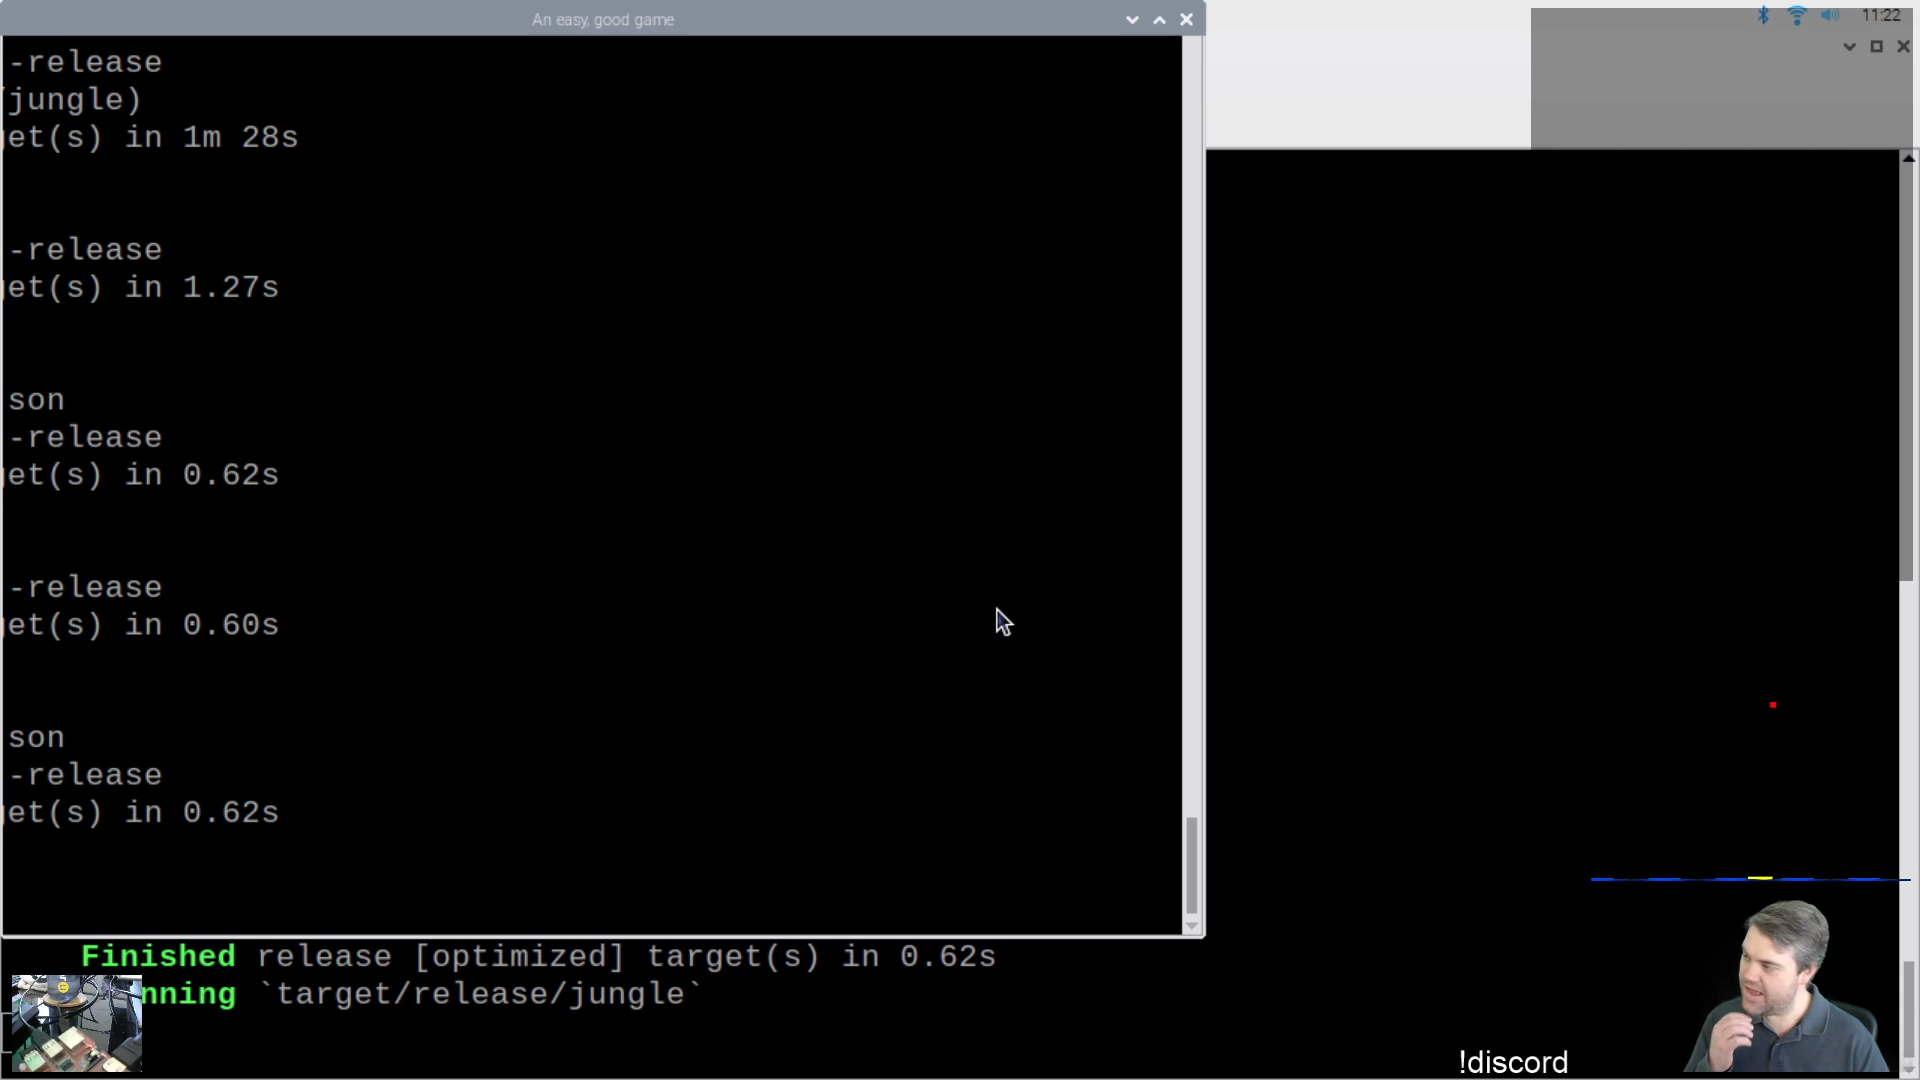 An easy, good game
11:22
-release
jungle)
et(s) in 1m 28s
-release
et(s) in 1.27s
son
-release
et(s) in 0.62s
-release
et(s) in 0.60s
son
-release
et(s) in 0.62s
Finished release [optimized] target(s) in 0.62s
nning `target/release/jungle`
!discord